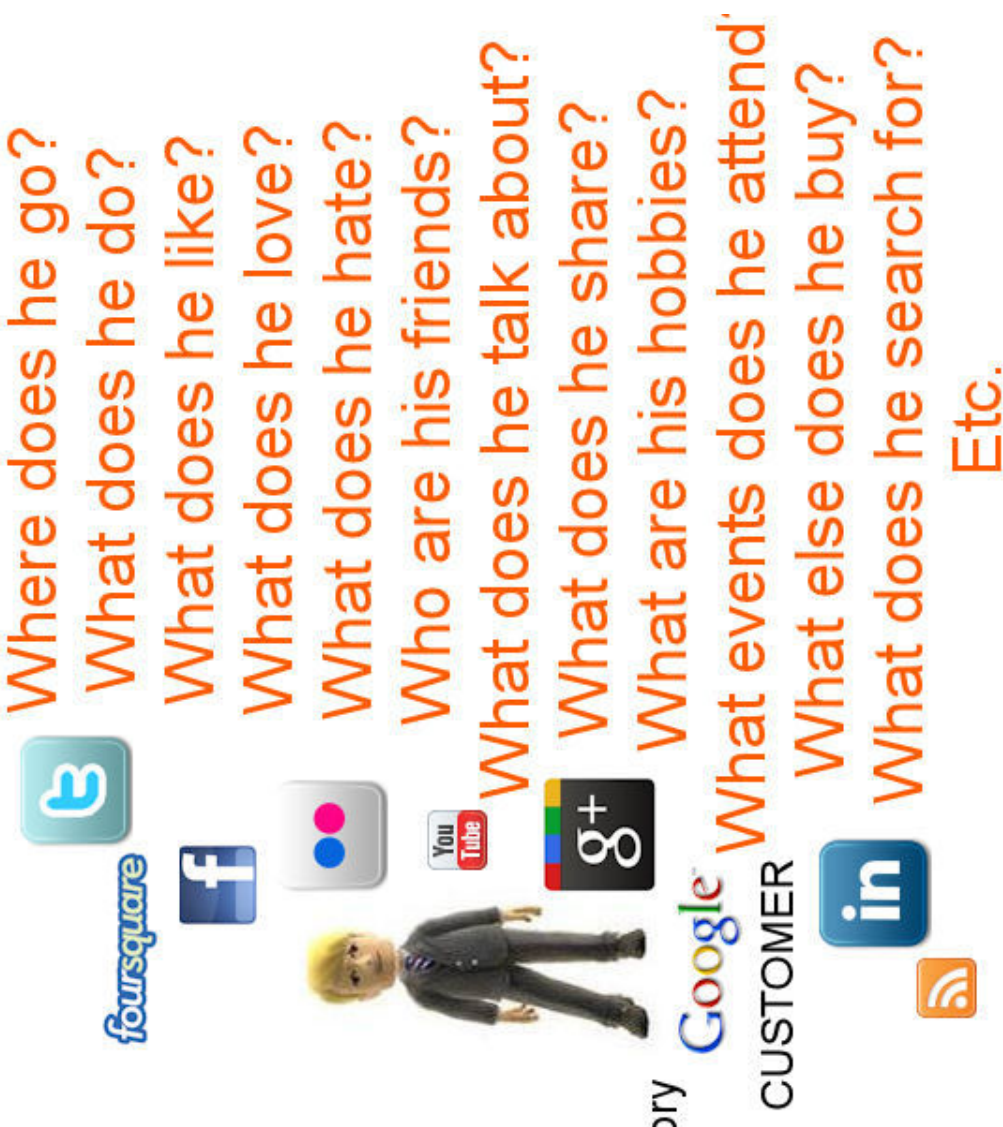 Where does he go?
What does he do?
What does he like?
What does he love?
What does he hate?
Who are his friends?
What does he talk about?
What does he share?
What are his hobbies?
What events does he attend
What else does he buy?
What does he search for?
Etc.
t
foursquare
f
You
Tube
g+
Google
CUSTOMER
in
ory